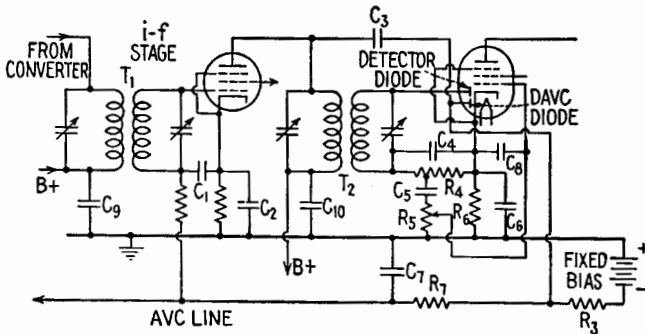 FROM
CONVERTER
i-f
STAGE
T1
C3
DETECTOR
DIODE
DAVC
DIODE
C4
C8
B+
C9
C1
C2
T2
C10
R4
C5
R5
R6
C6
B+
C7
R7
FIXED
BIAS
+
−
R3
AVC LINE